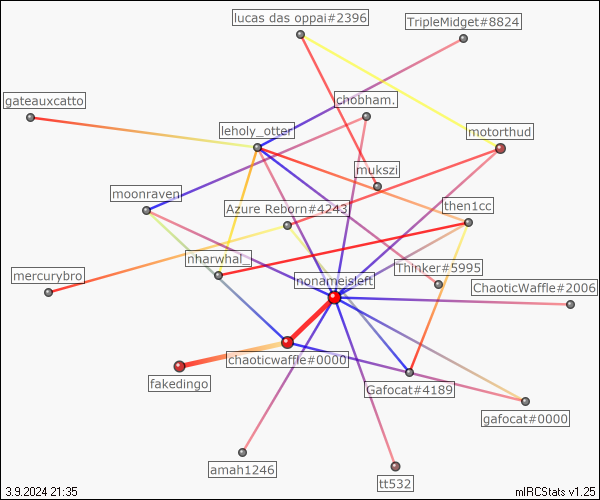 lucas das oppai#2396
TripleMidget#8824
gateauxcatto
chobham.
leholy_otter
motorthud
mukszi
moonraven
Azure Reborn#4243
then1cc
nharwhal_
Thinker#5995
mercurybro
nonameisleft
ChaoticWaffle#2006
chaoticwaffle#0000
fakedingo
Gafocat#4189
gafocat#0000
amah1246
tt532
3.9.2024 21:35
mIRCStats v1.25